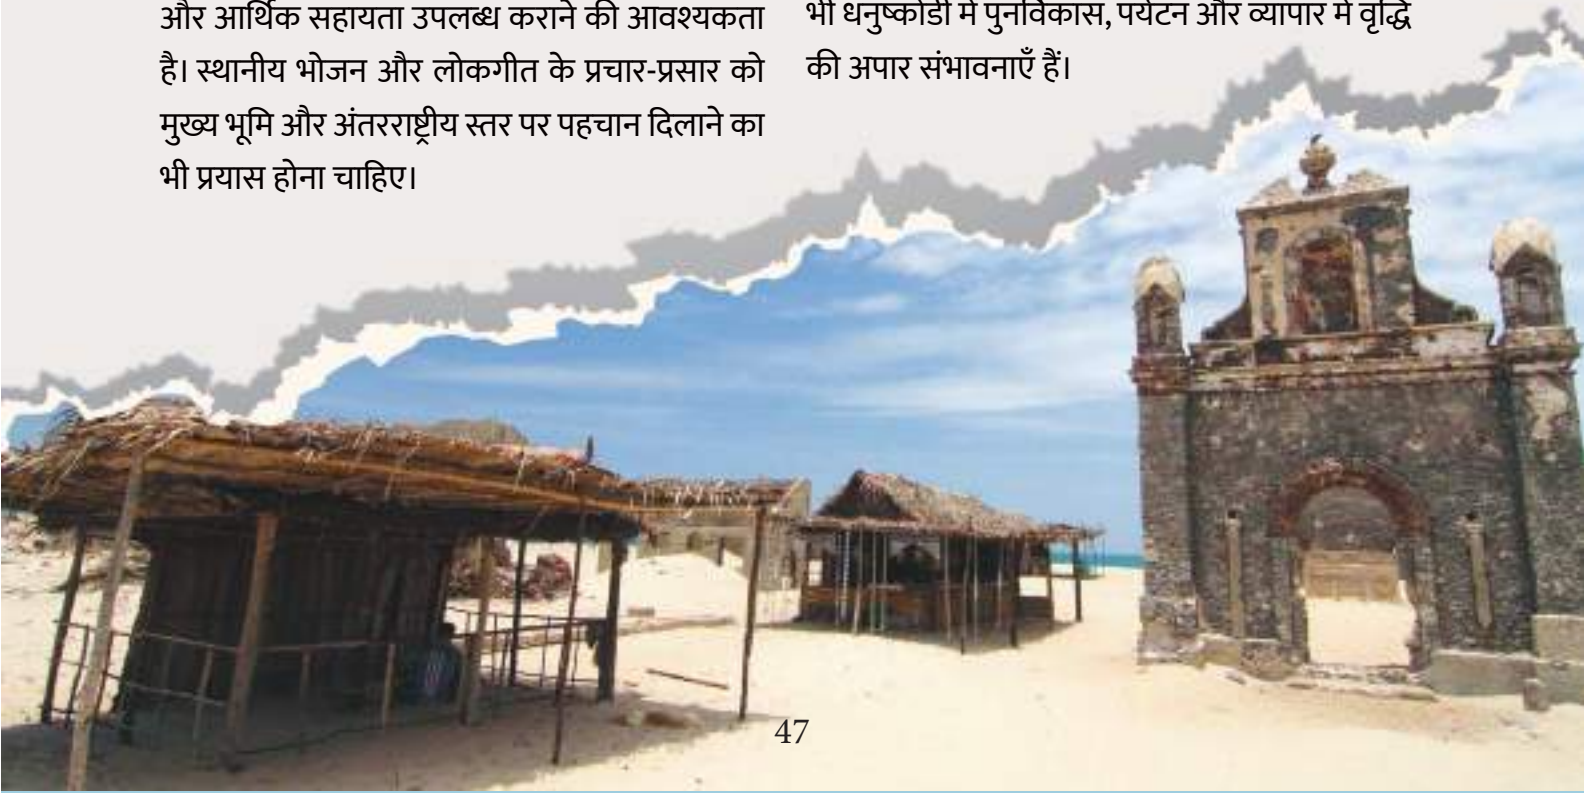 और आर्थिक सहायता उपलब्ध कराने की आवश्यकता
है। स्थानीय भोजन और लोकगीत के प्रचार-प्रसार को
मुख्य भूमि और अंतरराष्ट्रीय स्तर पर पहचान दिलाने का
भी प्रयास होना चाहिए।
भी धनुष्कोडी में पुनर्विकास, पर्यटन और व्यापार में वृद्धि
की अपार संभावनाएँ हैं।
47